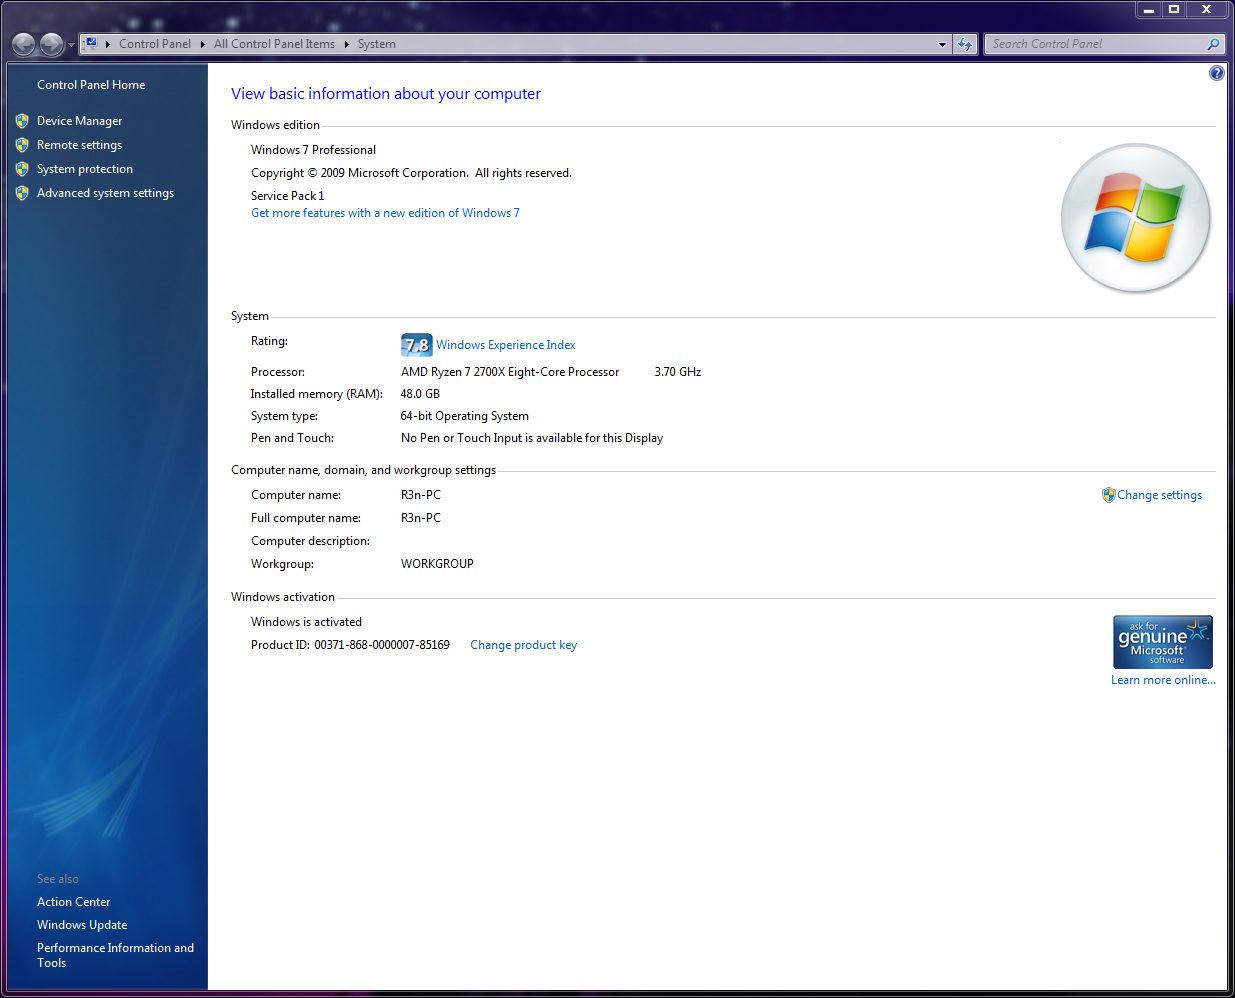 Control Panel
All Control Panel Items
System
Search Control Panel
Control Panel Home
Device Manager
Remote settings
System protection
Advanced system settings
See also
Action Center
Windows Update
Performance Information and
Tools
View basic information about your computer
Windows edition
Windows 7 Professional
Copyright © 2009 Microsoft Corporation.  All rights reserved.
Service Pack 1
Get more features with a new edition of Windows 7
System
Rating:
7.8 Windows Experience Index
Processor: AMD Ryzen 7 2700X Eight-Core Processor 3.70 GHz
Installed memory (RAM): 48.0 GB
System type: 64-bit Operating System
Pen and Touch: No Pen or Touch Input is available for this Display
Computer name, domain, and workgroup settings
Computer name: R3n-PC
Change settings
Full computer name: R3n-PC
Computer description:
Workgroup: WORKGROUP
Windows activation
Windows is activated
Product ID: 00371-868-0000007-85169 Change product key
ask for
genuine
Microsoft
software
Learn more online...